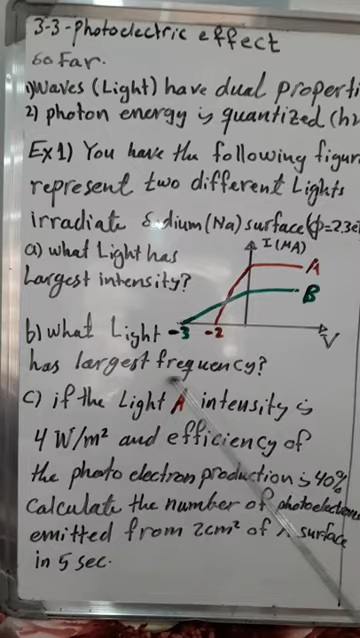 3-3-photoelectric effect
So far.
1) Waves (Light) have dual properti
2) photon energy is quantized (h
Ex1) You have the following figur
represent two different Lights
irradiate Sodium (Na) surface (φ=2.3e
a) what Light has
Largest intensity?
I (MA)
A
B
-3 -2
V
b) what Light
has largest frequency?
c) if the Light A intensity is
4 W/m² and efficiency of
the photo electron production is 40%
Calculate the number of photoelectrons
emitted from 2cm² of surface
in 5 sec.